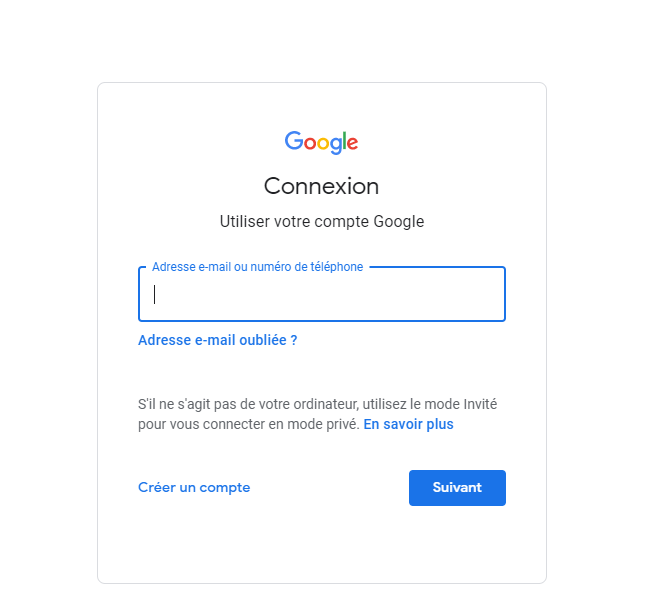 Google
Connexion
Utiliser votre compte Google
Adresse e-mail ou numéro de téléphone
Adresse e-mail oubliée ?
S'il ne s'agit pas de votre ordinateur, utilisez le mode Invité
pour vous connecter en mode privé. En savoir plus
Créer un compte
Suivant